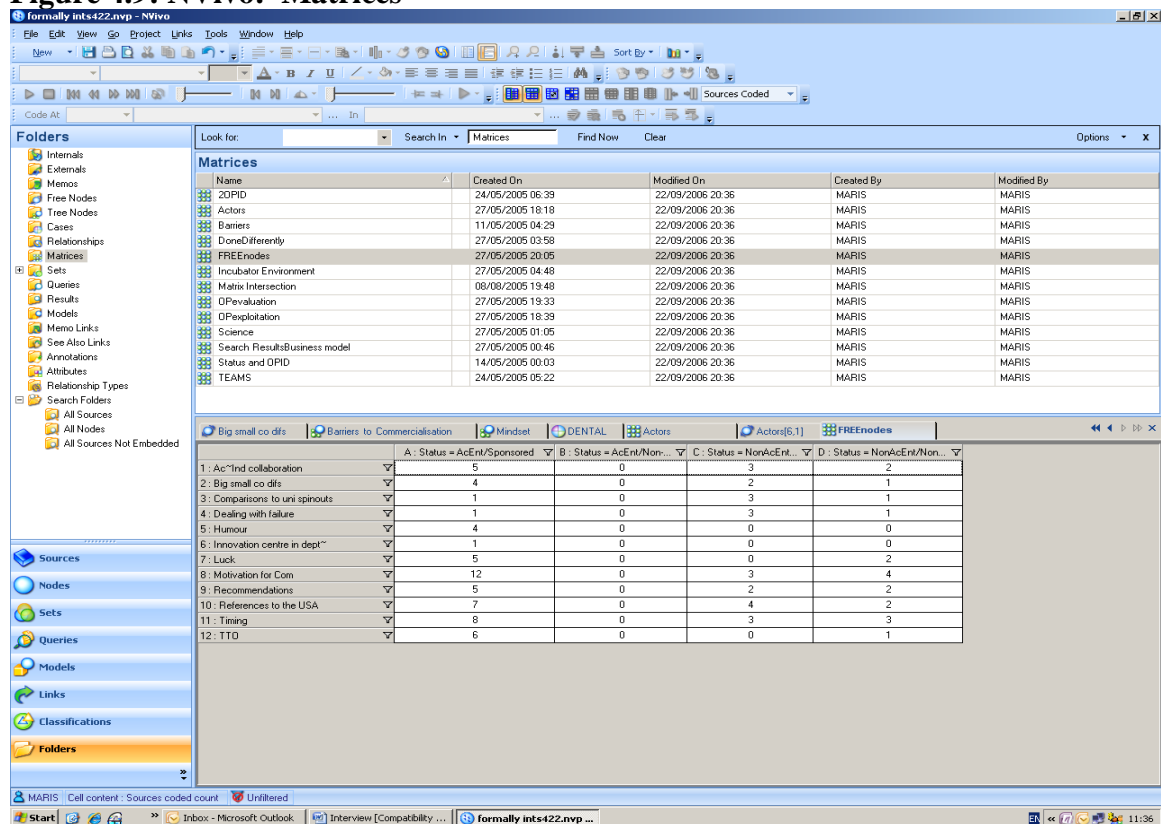 Figure 4.9: NVivo: Matrices
formally ints422.nvp - NVivo
File Edit View Go Project Links Tools Window Help
New Sort By
Sources Coded
Code At ... In ...
Folders
Internals
Externals
Memos
Free Nodes
Tree Nodes
Cases
Relationships
Matrices
Sets
Queries
Results
Models
Memo Links
See Also Links
Annotations
Attributes
Relationship Types
Search Folders
All Sources
All Nodes
All Sources Not Embedded
Sources
Nodes
Sets
Queries
Models
Links
Classifications
Folders
Look for: Search In Matrices Find Now Clear Options x
Matrices
Name Created On Modified On Created By Modified By
2OPID 24/05/2005 06:39 22/09/2006 20:36 MARIS MARIS
Actors 27/05/2005 18:18 22/09/2006 20:36 MARIS MARIS
Barriers 11/05/2005 04:29 22/09/2006 20:36 MARIS MARIS
DoneDifferently 27/05/2005 03:58 22/09/2006 20:36 MARIS MARIS
FREEnodes 27/05/2005 20:05 22/09/2006 20:36 MARIS MARIS
Incubator Environment 27/05/2005 04:48 22/09/2006 20:36 MARIS MARIS
Matrix Intersection 08/08/2005 19:48 22/09/2006 20:36 MARIS MARIS
OPevaluation 27/05/2005 19:33 22/09/2006 20:36 MARIS MARIS
OPexploitation 27/05/2005 18:39 22/09/2006 20:36 MARIS MARIS
Science 27/05/2005 01:05 22/09/2006 20:36 MARIS MARIS
Search ResultsBusiness model 27/05/2005 00:46 22/09/2006 20:36 MARIS MARIS
Status and OPID 14/05/2005 00:03 22/09/2006 20:36 MARIS MARIS
TEAMS 24/05/2005 05:22 22/09/2006 20:36 MARIS MARIS
Big small co difs Barriers to Commercialisation Mindset DENTAL Actors Actors[6,1] FREEnodes
A : Status = AcEnt/Sponsored B : Status = AcEnt/Non-... C : Status = NonAcEnt... D : Status = NonAcEnt/Non...
1 : Ac~Ind collaboration 5 0 3 2
2 : Big small co difs 4 0 2 1
3 : Comparisons to uni spinouts 1 0 3 1
4 : Dealing with failure 1 0 3 1
5 : Humour 4 0 0 0
6 : Innovation centre in dept~ 1 0 0 0
7 : Luck 5 0 0 2
8 : Motivation for Com 12 0 3 4
9 : Recommendations 5 0 2 2
10 : References to the USA 7 0 4 2
11 : Timing 8 0 3 3
12 : TTO 6 0 0 1
MARIS Cell content : Sources coded count Unfiltered
Start Inbox - Microsoft Outlook Interview [Compatibility ... formally ints422.nvp ... EN 11:36